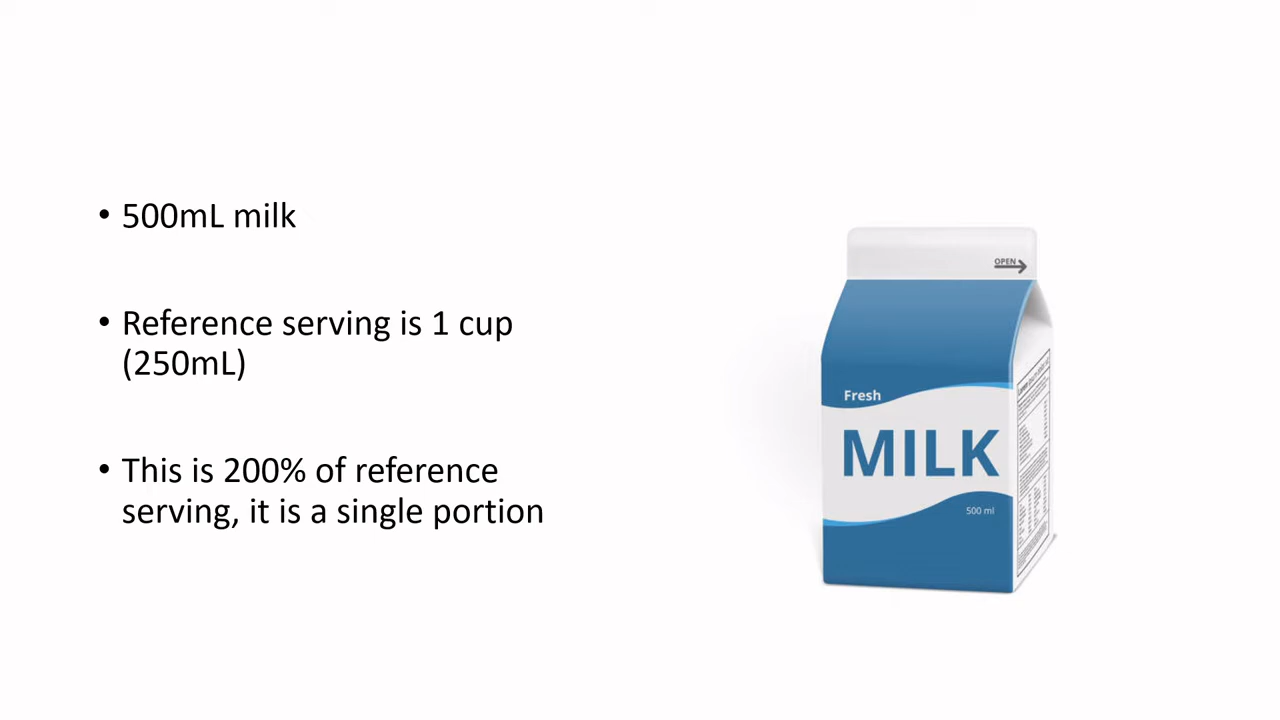 • 500mL milk
• Reference serving is 1 cup
(250mL)
• This is 200% of reference
serving, it is a single portion
OPEN
Fresh
MILK
500 ml